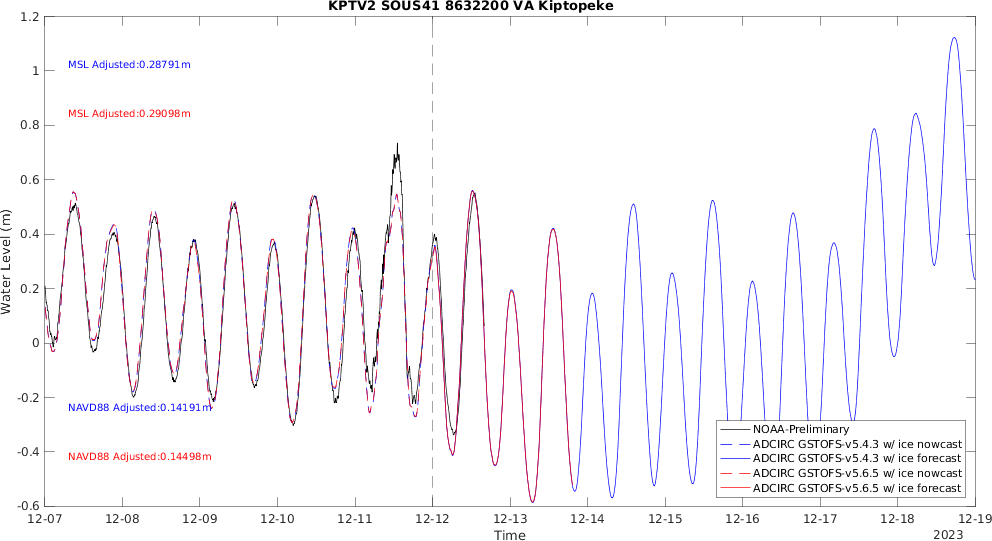 KPTV2 SOUS41 8632200 VA Kiptopeke
Water Level (m)
1.2
1
0.8
0.6
0.4
0.2
0
-0.2
-0.4
-0.6
MSL Adjusted:0.28791m
MSL Adjusted:0.29098m
NAVD88 Adjusted:0.14191m
NAVD88 Adjusted:0.14498m
NOAA-Preliminary
ADCIRC GSTOFS-v5.4.3 w/ ice nowcast
ADCIRC GSTOFS-v5.4.3 w/ ice forecast
ADCIRC GSTOFS-v5.6.5 w/ ice nowcast
ADCIRC GSTOFS-v5.6.5 w/ ice forecast
12-07 12-08 12-09 12-10 12-11 12-12 12-13 12-14 12-15 12-16 12-17 12-18 12-19
Time
2023